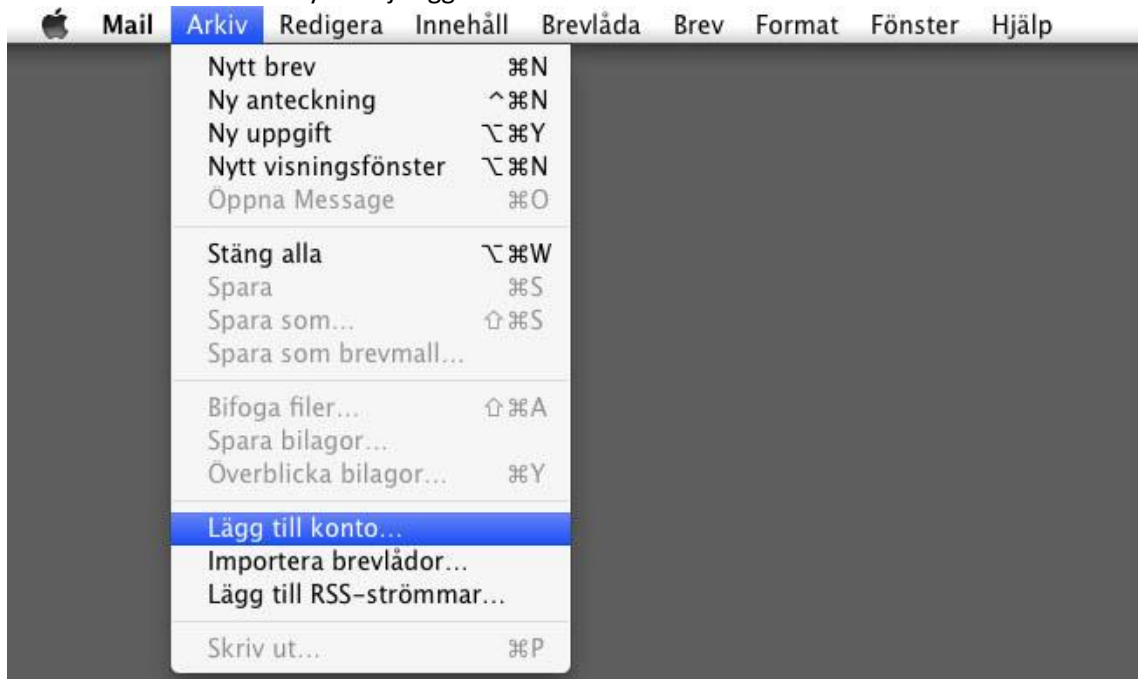 Mail Arkiv Redigera Innehåll Brevlåda Brev Format Fönster Hjälp
Nytt brev ⌘N
Ny anteckning ^⌘N
Ny uppgift ⌥⌘Y
Nytt visningsfönster ⌥⌘N
Öppna Message ⌘O
Stäng alla ⌥⌘W
Spara ⌘S
Spara som... ⇧⌘S
Spara som brevmall...
Bifoga filer... ⇧⌘A
Spara bilagor...
Överblicka bilagor... ⌘Y
Lägg till konto...
Importera brevlådor...
Lägg till RSS-strömmar...
Skriv ut... ⌘P